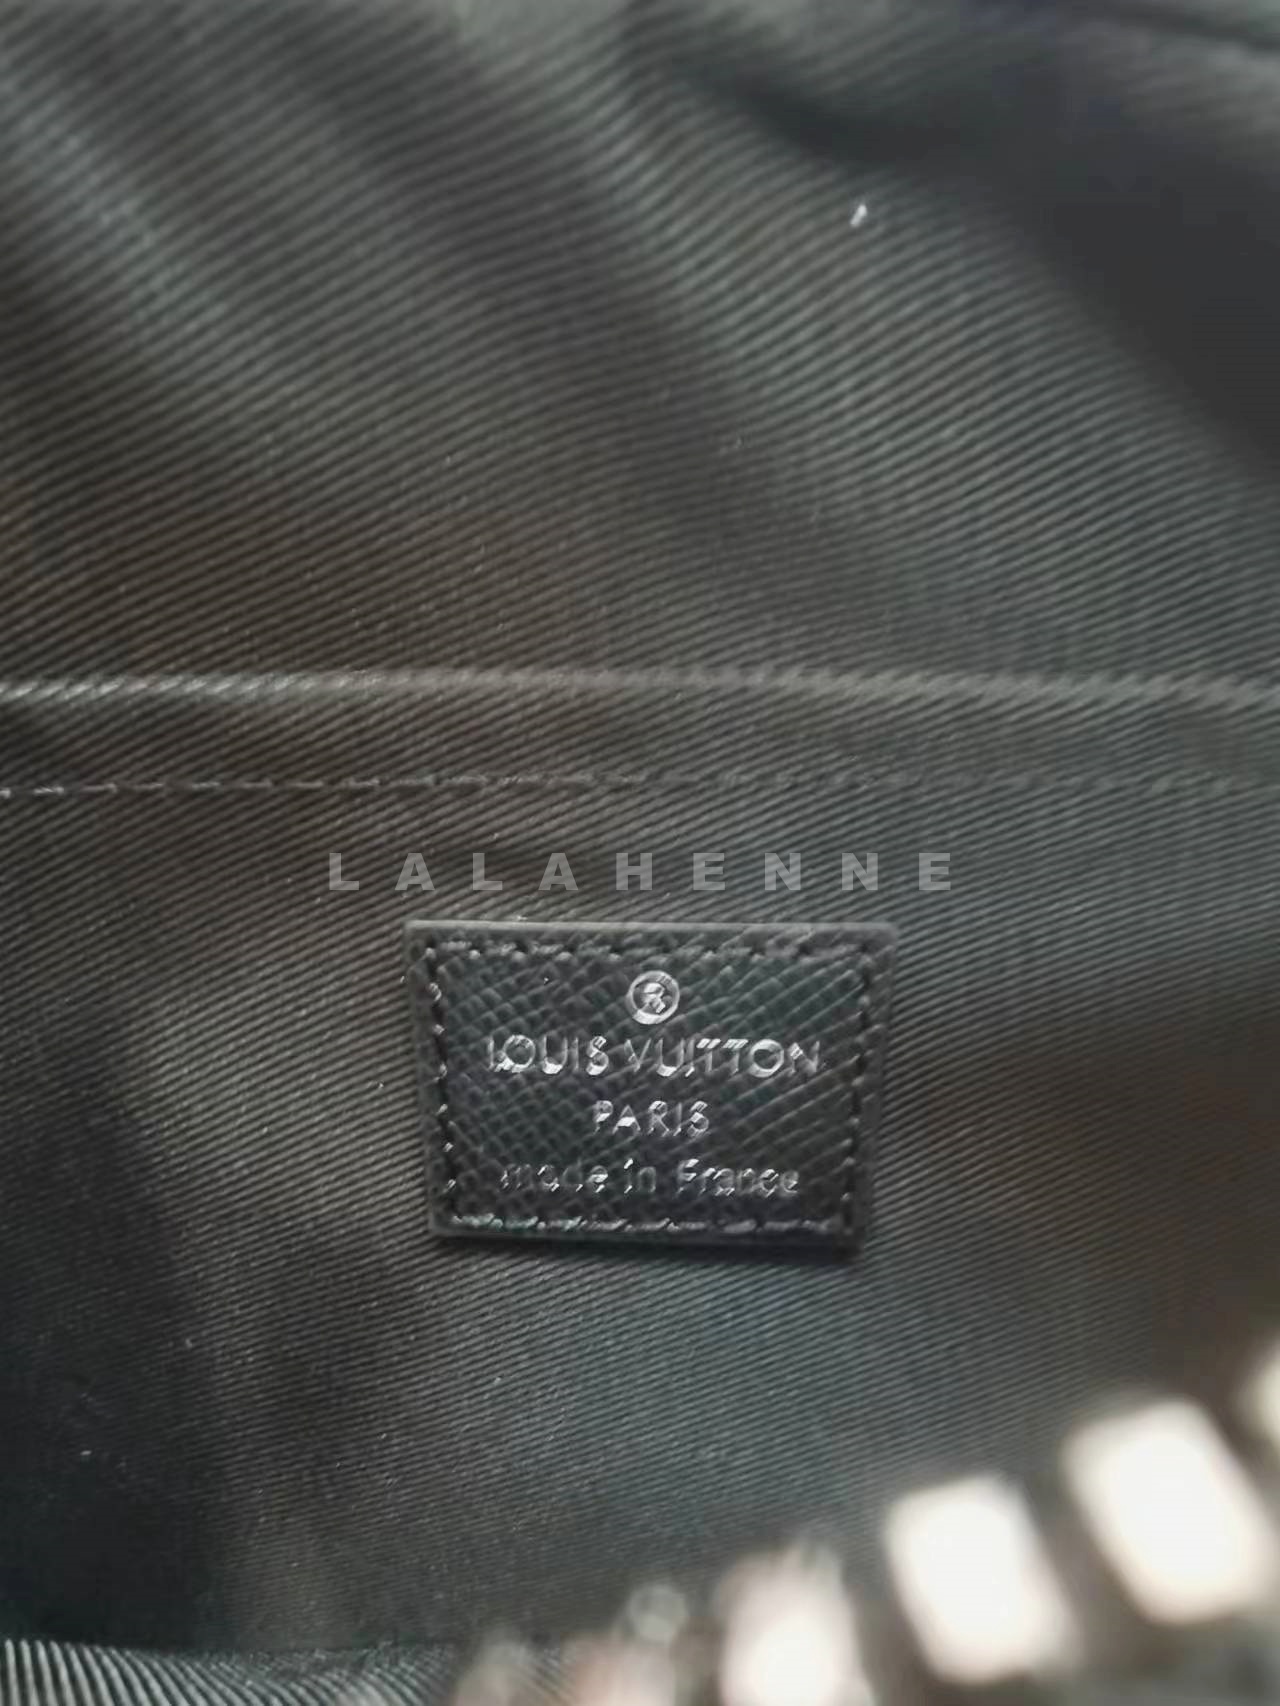 LALAHENNE
®
LOUIS VUITTON
PARIS
made in France